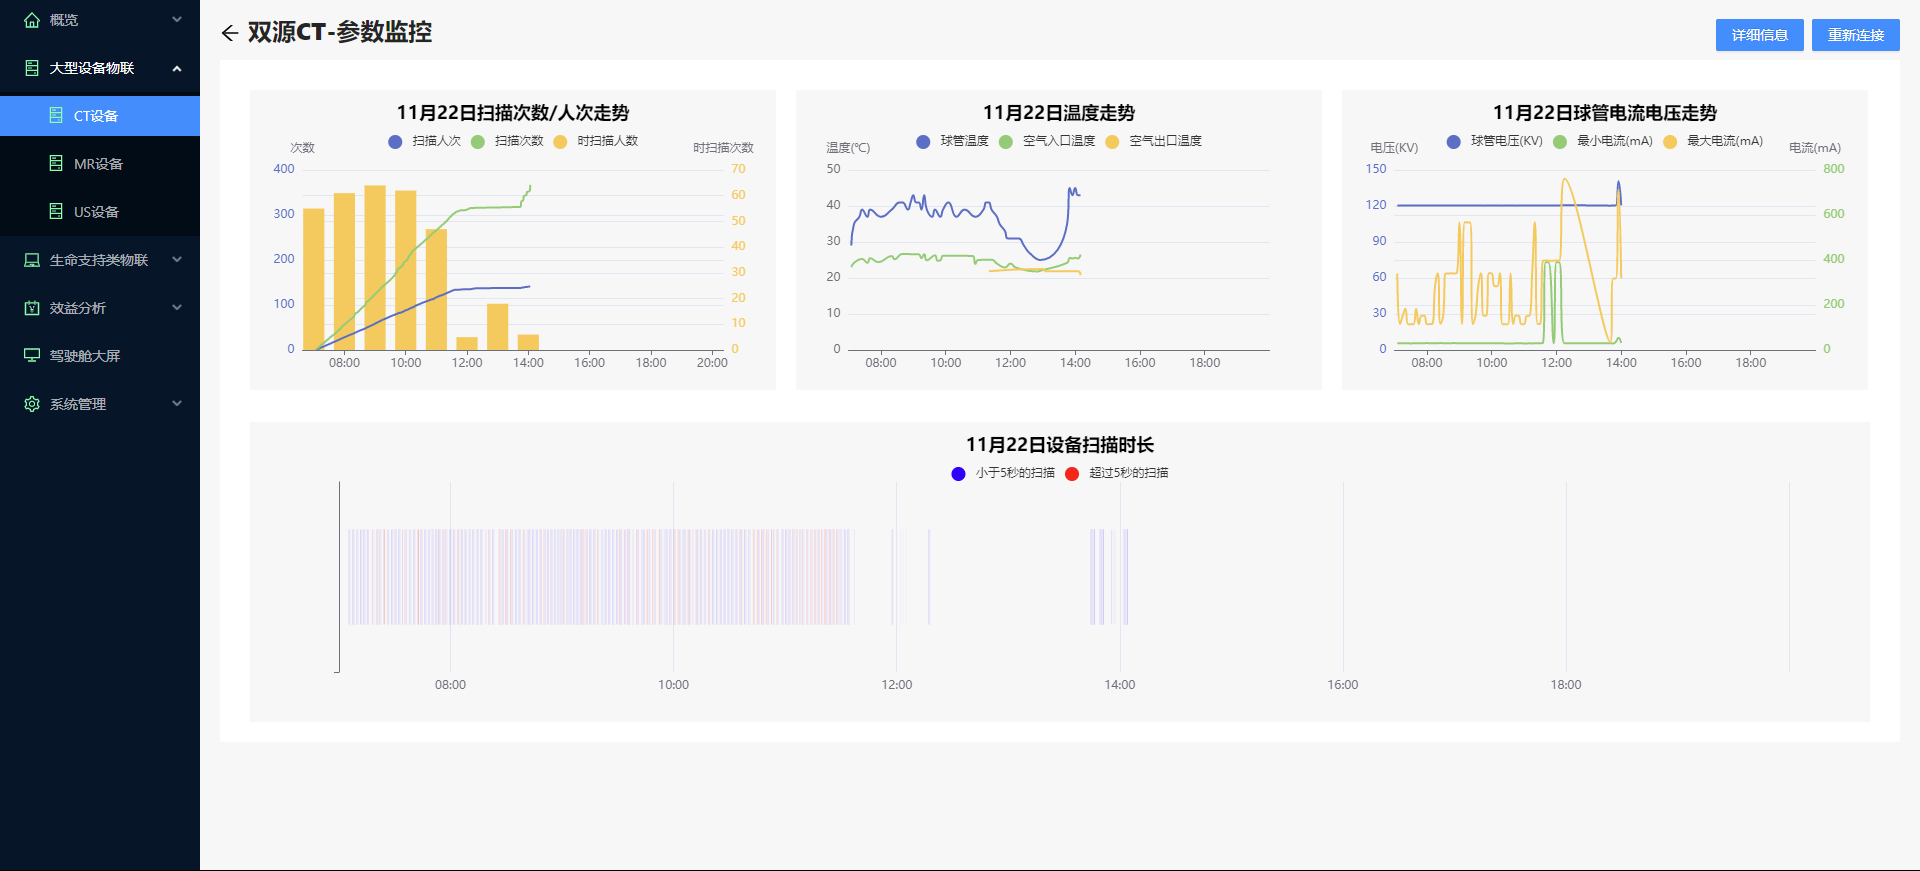 概览
大型设备物联
CT设备
MR设备
US设备
生命支持类物联
效益分析
驾驶舱大屏
系统管理
双源CT-参数监控
详细信息
重新连接
11月22日扫描次数/人次走势
扫描人次 扫描次数 时扫描人数
次数 时扫描次数
400 70
60
300 50
40
200 30
20
100 10
0 0
08:00 10:00 12:00 14:00 16:00 18:00 20:00
11月22日温度走势
球管温度 空气入口温度 空气出口温度
温度(℃)
50
40
30
20
10
0
08:00 10:00 12:00 14:00 16:00 18:00
11月22日球管电流电压走势
球管电压(KV) 最小电流(mA) 最大电流(mA)
电压(KV) 电流(mA)
150 800
120 600
90
60 400
30 200
0 0
08:00 10:00 12:00 14:00 16:00 18:00
11月22日设备扫描时长
小于5秒的扫描 超过5秒的扫描
08:00 10:00 12:00 14:00 16:00 18:00